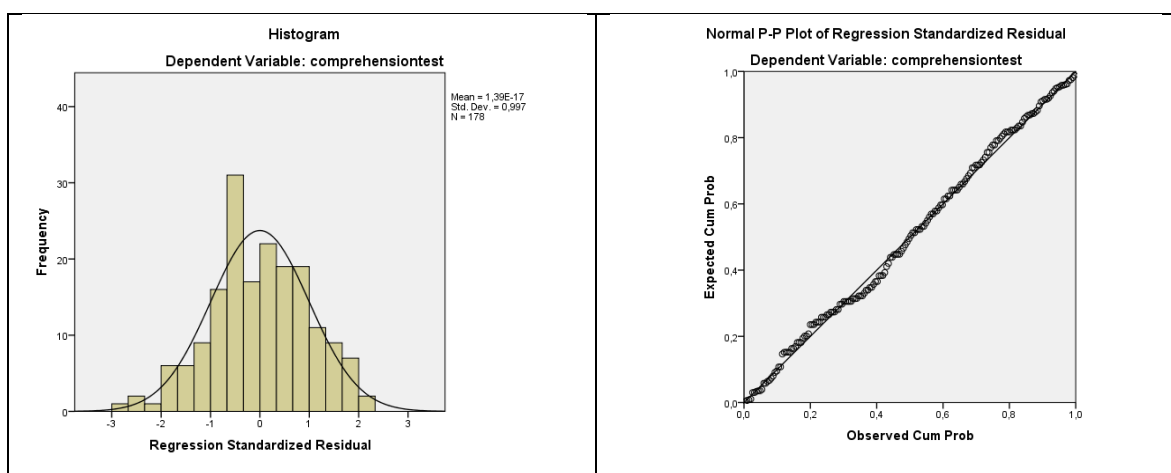 Histogram
Dependent Variable: comprehensiontest
Mean = 1,39E-17
Std. Dev. = 0,997
N = 178
Frequency
40
30
20
10
0
-3 -2 -1 0 1 2 3
Regression Standardized Residual
Normal P-P Plot of Regression Standardized Residual
Dependent Variable: comprehensiontest
Expected Cum Prob
1,0
0,8
0,6
0,4
0,2
0,0
0,0 0,2 0,4 0,6 0,8 1,0
Observed Cum Prob